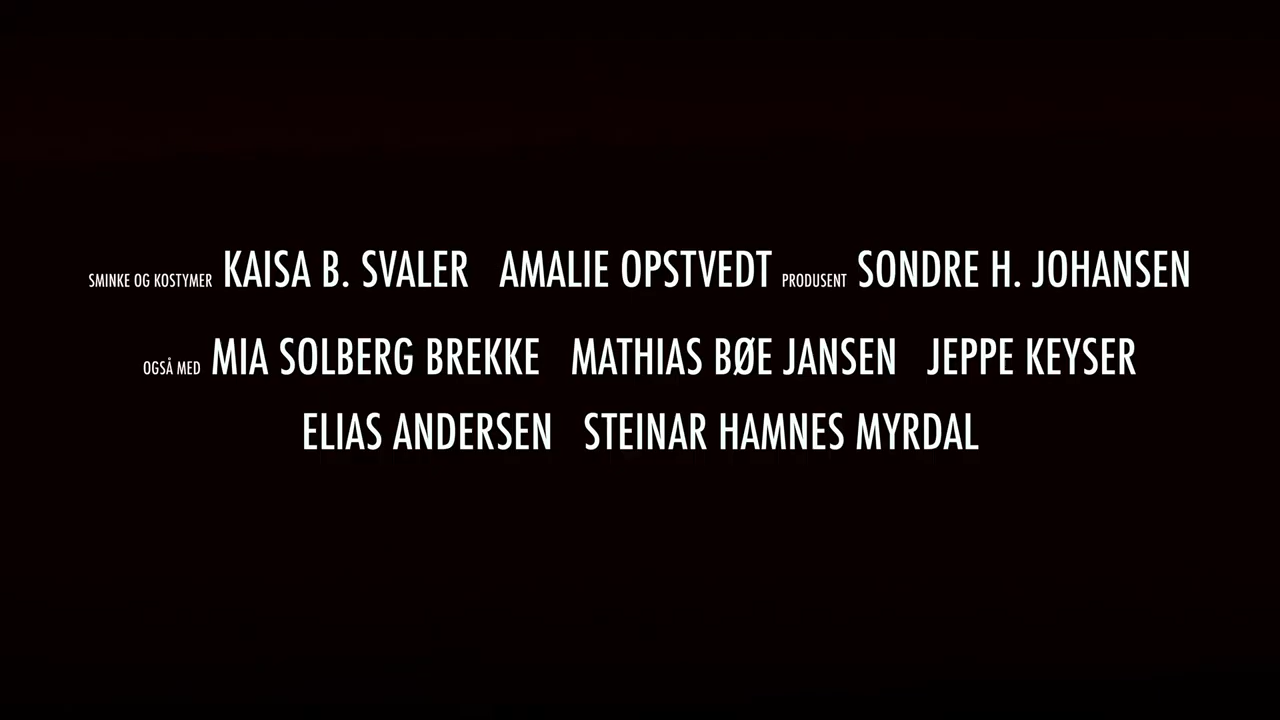 SMINKE OG KOSTYMER KAISA B. SVALER AMALIE OPSTVEDT PRODUSENT SONDRE H. JOHANSEN
OGSÅ MED MIA SOLBERG BREKKE MATHIAS BØE JANSEN JEPPE KEYSER
ELIAS ANDERSEN STEINAR HAMNES MYRDAL